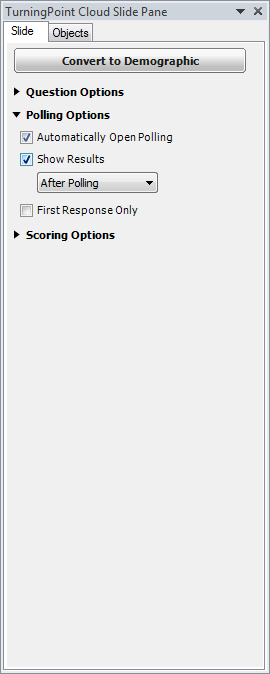 TurningPoint Cloud Slide Pane
Slide Objects
Convert to Demographic
Question Options
Polling Options
Automatically Open Polling
Show Results
After Polling
First Response Only
Scoring Options